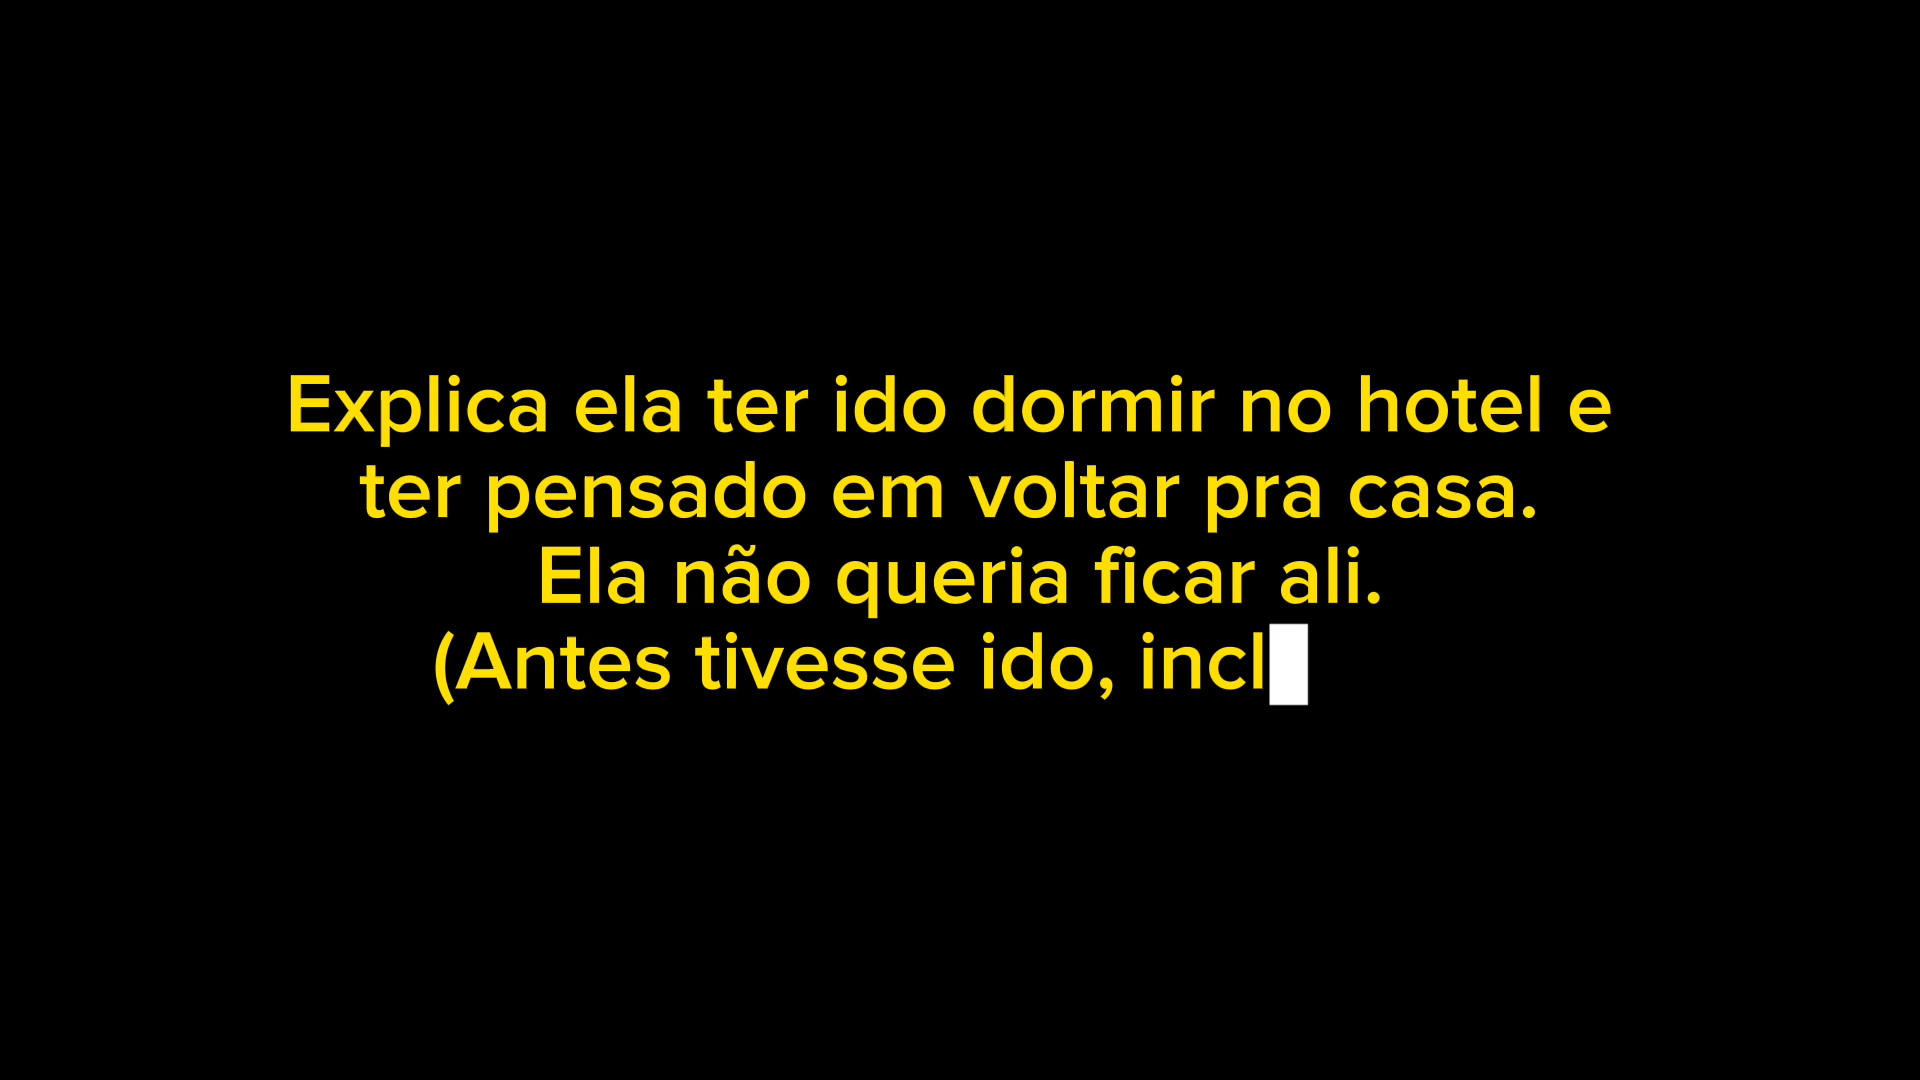 Explica ela ter ido dormir no hotel e
ter pensado em voltar pra casa.
Ela não queria ficar ali.
(Antes tivesse ido, incl